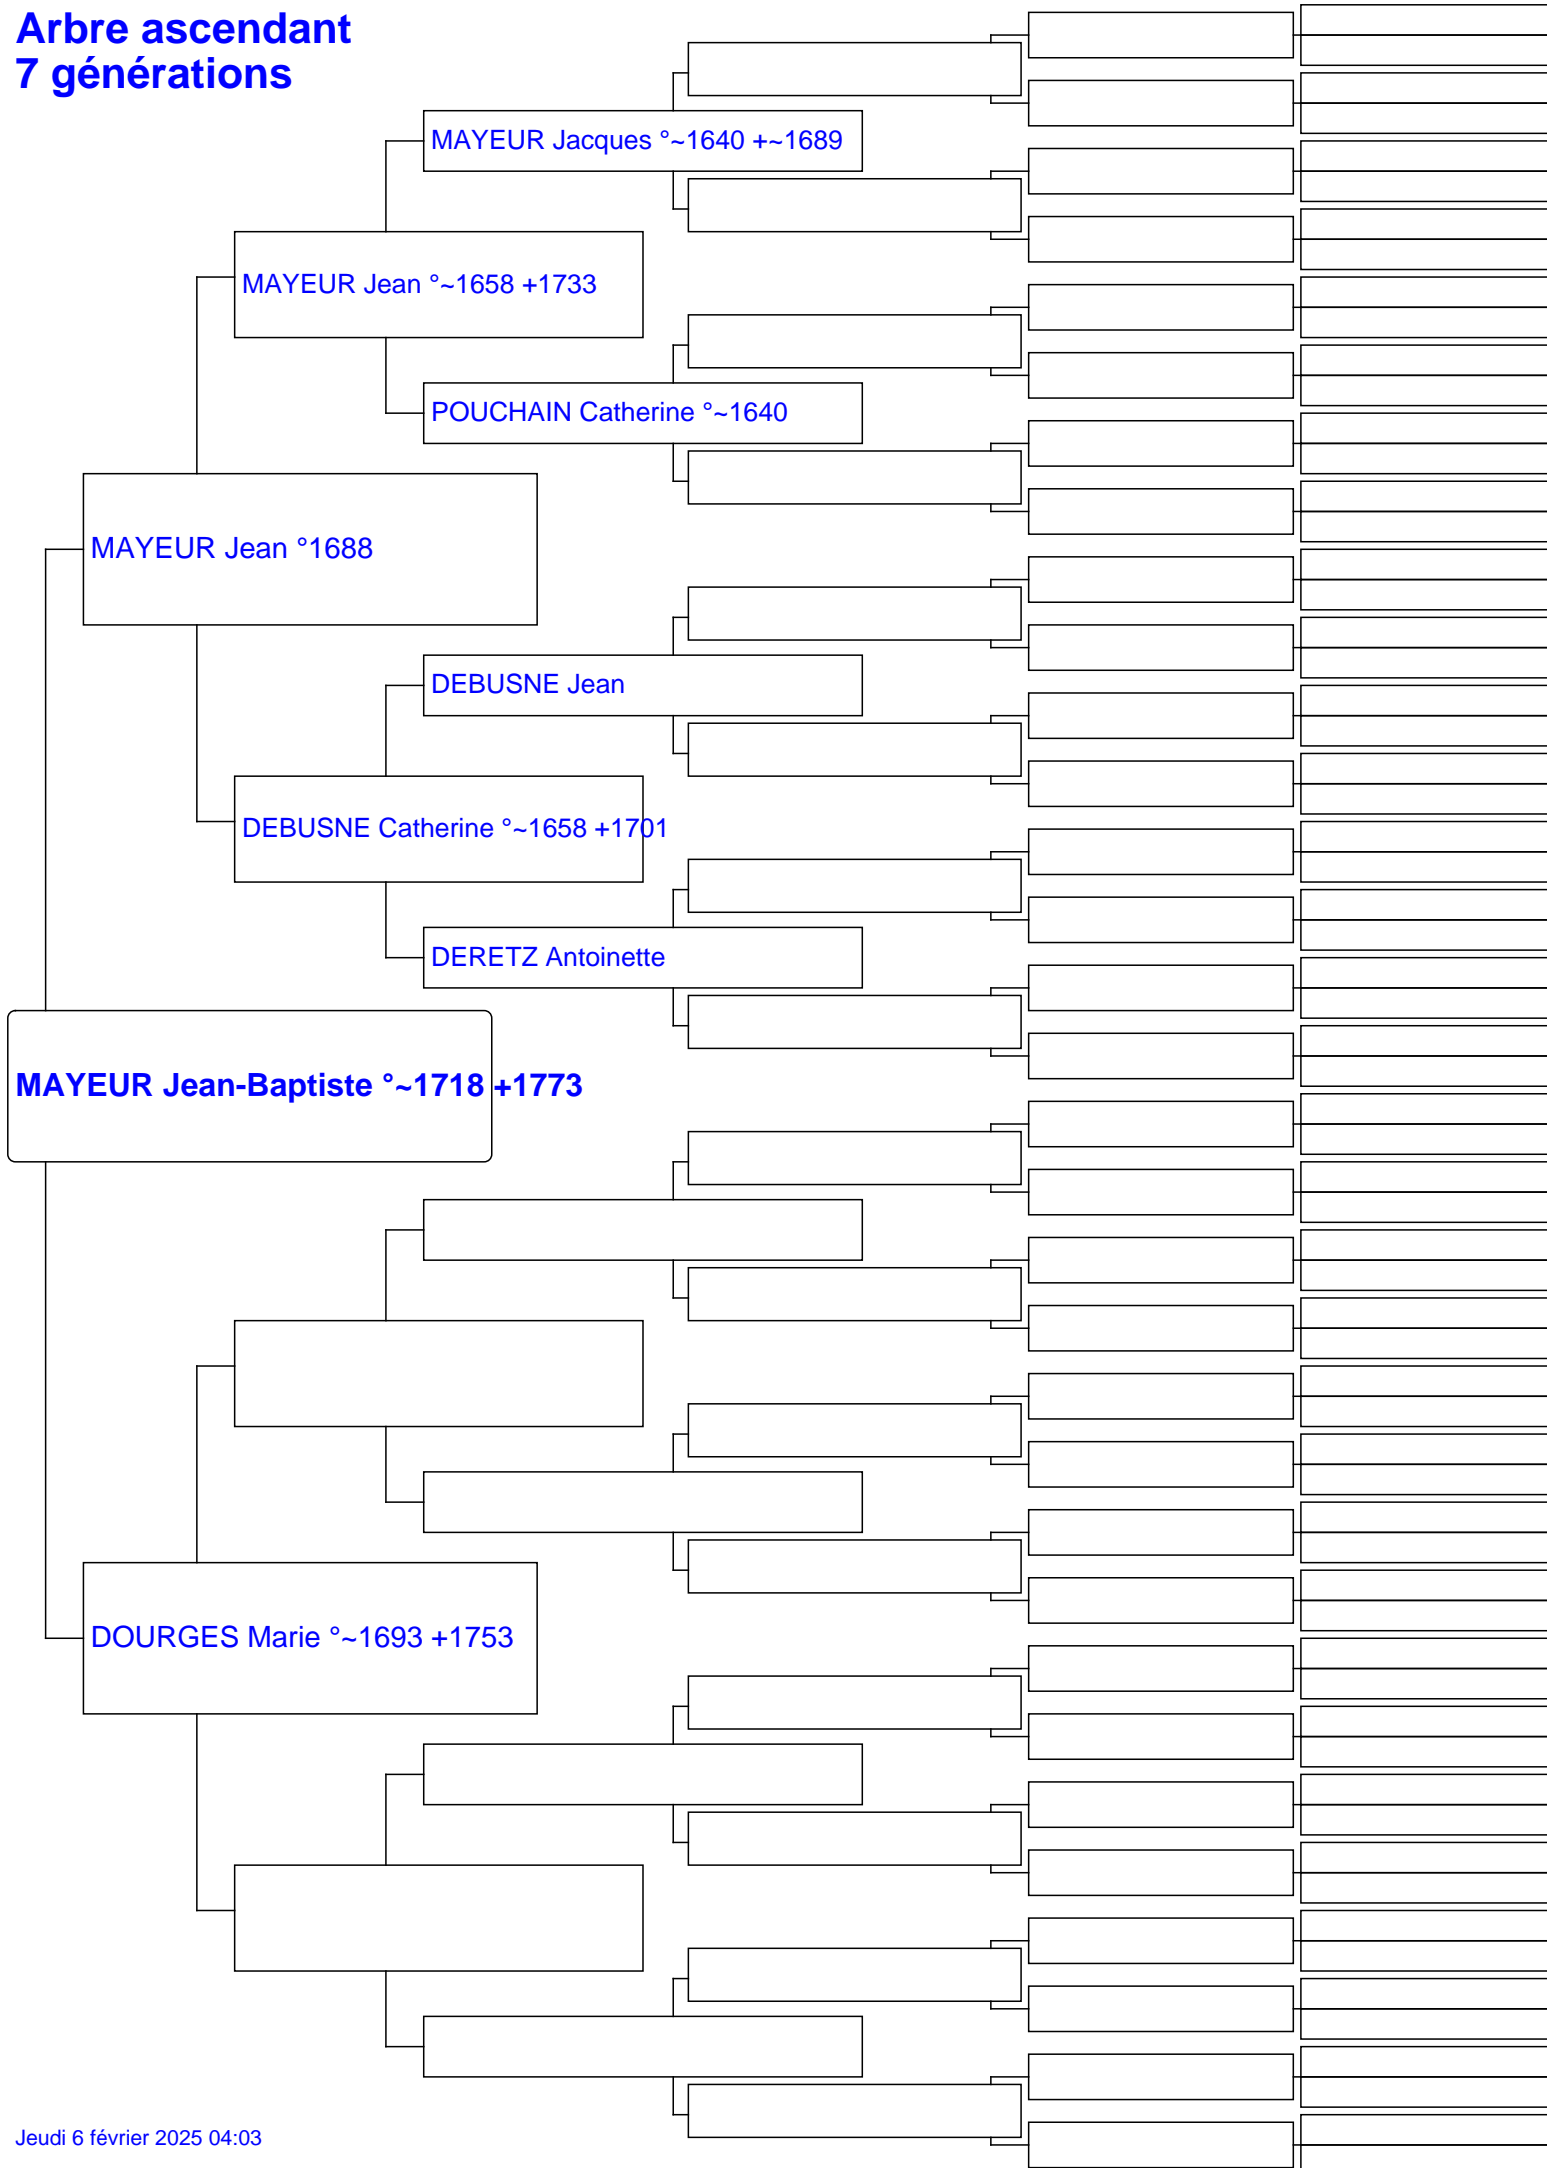 Arbre ascendant
7 générations
MAYEUR Jacques °~1640 +~1689
MAYEUR Jean °~1658 +1733
POUCHAIN Catherine °~1640
MAYEUR Jean °1688
DEBUSNE Jean
DEBUSNE Catherine °~1658 +1701
DERETZ Antoinette
MAYEUR Jean-Baptiste °~1718 +1773
DOURGES Marie °~1693 +1753
Jeudi 6 février 2025 04:03